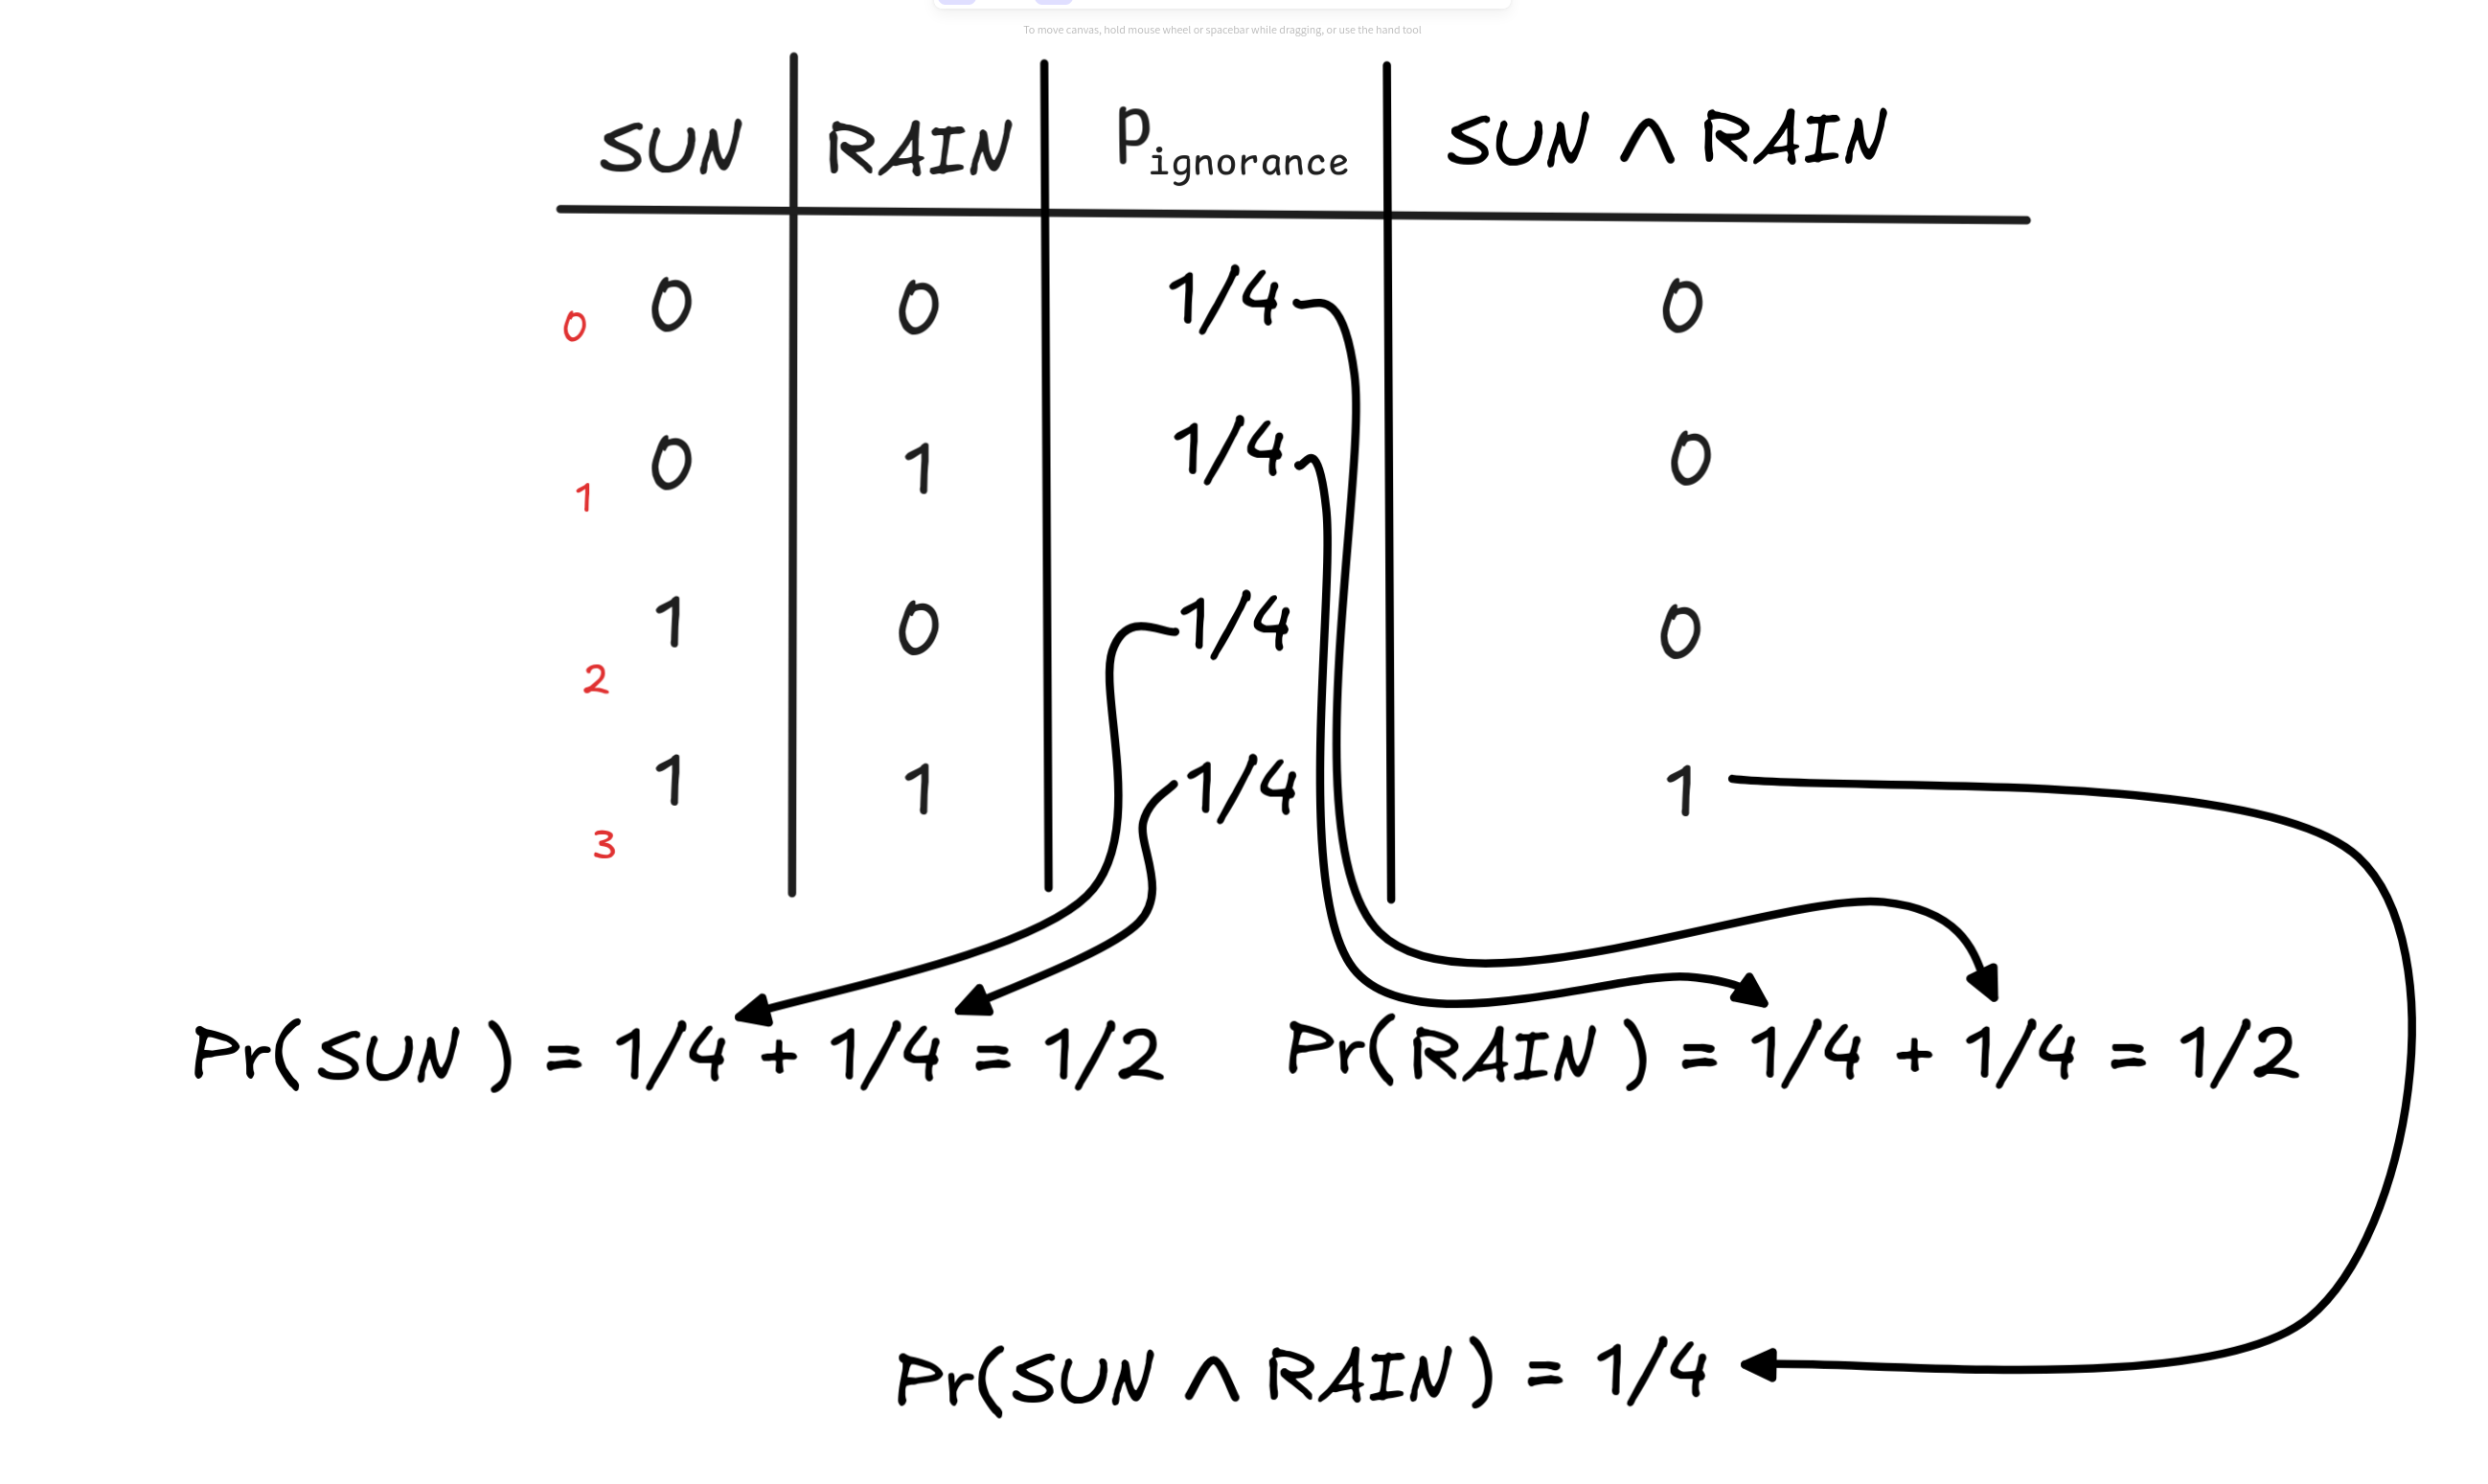 To move canvas, hold mouse wheel or spacebar while dragging, or use the hand tool
SUN RAIN Pignorance SUN ∧ RAIN
0 0 0 1/4 0
1 0 1 1/4 0
2 1 0 1/4 0
3 1 1 1/4 1
Pr(SUN) = 1/4 + 1/4 = 1/2 Pr(RAIN) = 1/4 + 1/4 = 1/2
Pr(SUN ∧ RAIN) = 1/4